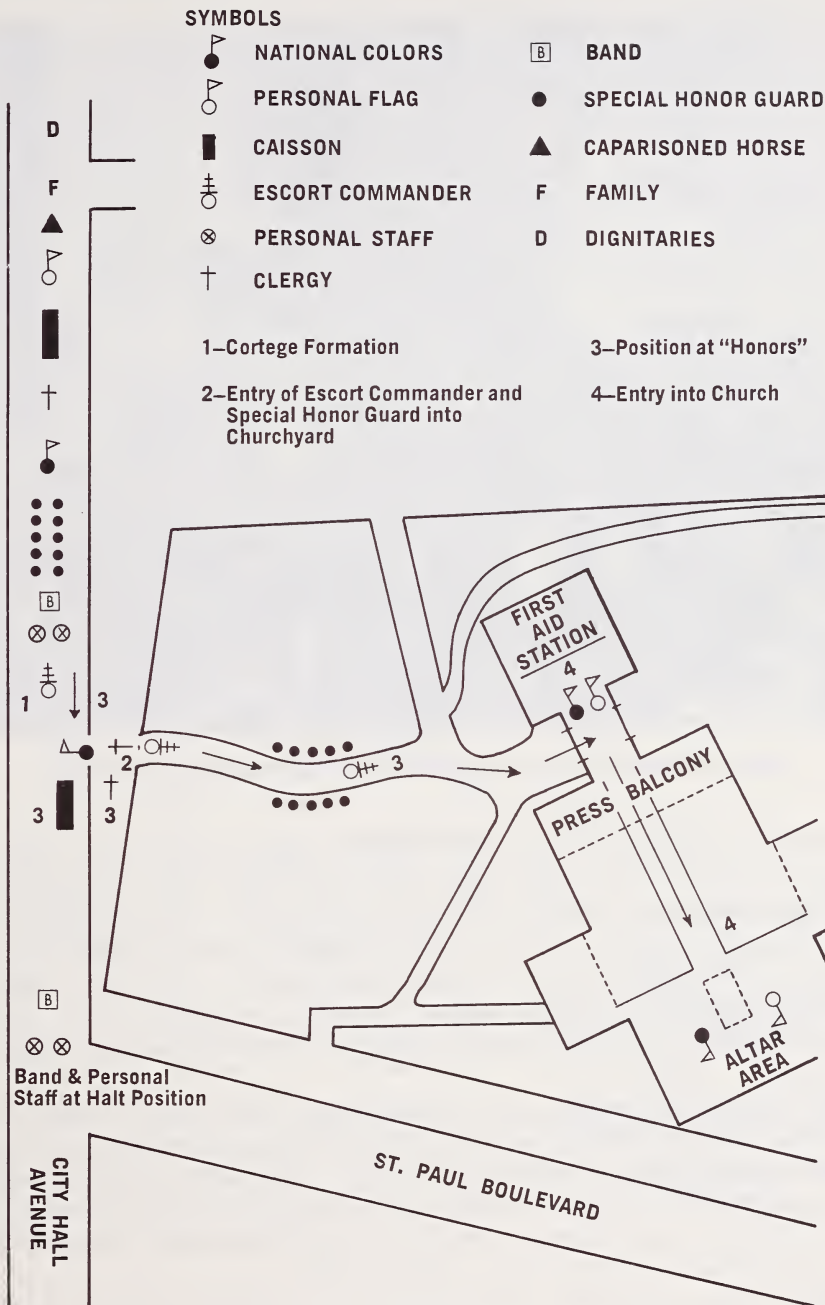 SYMBOLS
NATIONAL COLORS
PERSONAL FLAG
CAISSON
ESCORT COMMANDER
PERSONAL STAFF
CLERGY
B BAND
SPECIAL HONOR GUARD
CAPARISONED HORSE
F FAMILY
D DIGNITARIES
1–Cortege Formation
2–Entry of Escort Commander and
Special Honor Guard into
Churchyard
3–Position at "Honors"
4–Entry into Church
D
F
B
1
3
2
3
3
3
B
Band & Personal
Staff at Halt Position
CITY HALL
AVENUE
FIRST
AID
STATION
4
PRESS BALCONY
4
ALTAR
AREA
ST. PAUL BOULEVARD